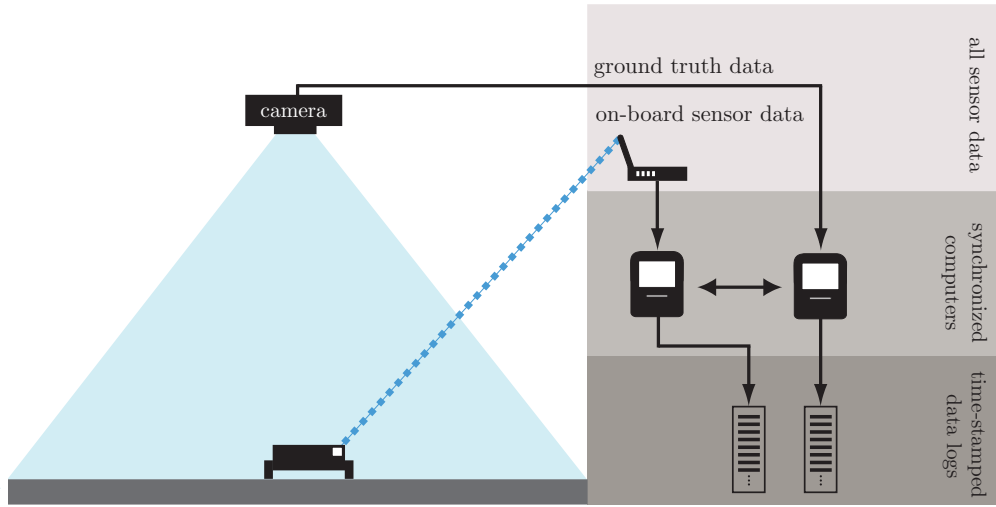 ground truth data
camera
on-board sensor data
all sensor data
synchronized
computers
time-stamped
data logs